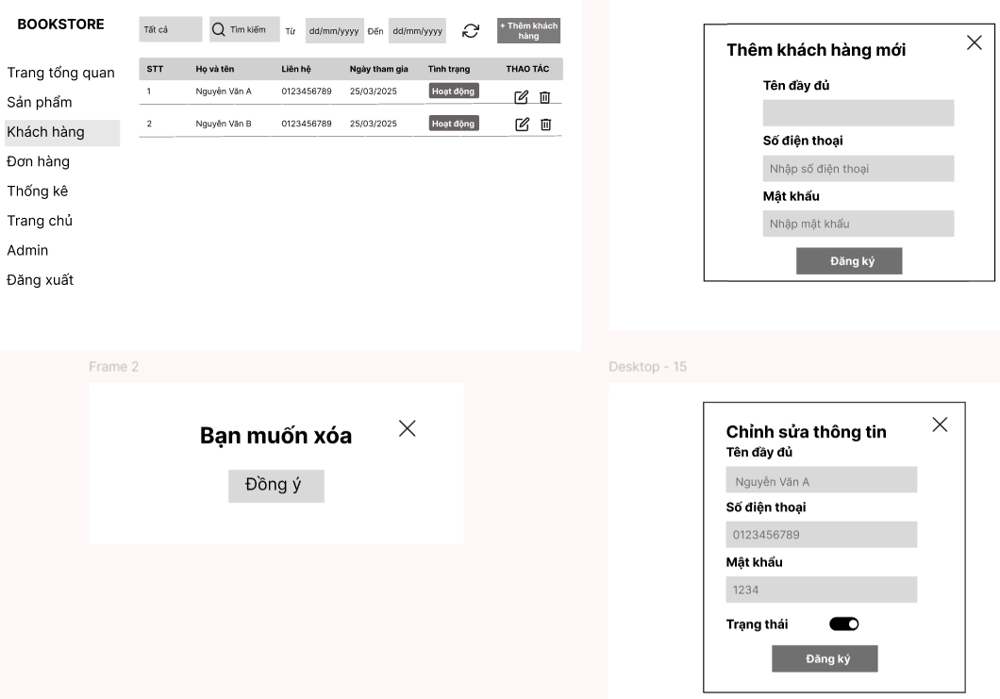 BOOKSTORE
Trang tổng quan
Sản phẩm
Khách hàng
Đơn hàng
Thống kê
Trang chủ
Admin
Đăng xuất
Tất cả
Tìm kiếm
Từ
dd/mm/yyyy
Đến
dd/mm/yyyy
+ Thêm khách
hàng
STT Họ và tên Liên hệ Ngày tham gia Tình trạng THAO TÁC
1 Nguyễn Văn A 0123456789 25/03/2025 Hoạt động
2 Nguyễn Văn B 0123456789 25/03/2025 Hoạt động
Thêm khách hàng mới
Tên đầy đủ
Số điện thoại
Nhập số điện thoại
Mật khẩu
Nhập mật khẩu
Đăng ký
Frame 2
Bạn muốn xóa
Đồng ý
Desktop - 15
Chỉnh sửa thông tin
Tên đầy đủ
Nguyễn Văn A
Số điện thoại
0123456789
Mật khẩu
1234
Trạng thái
Đăng ký